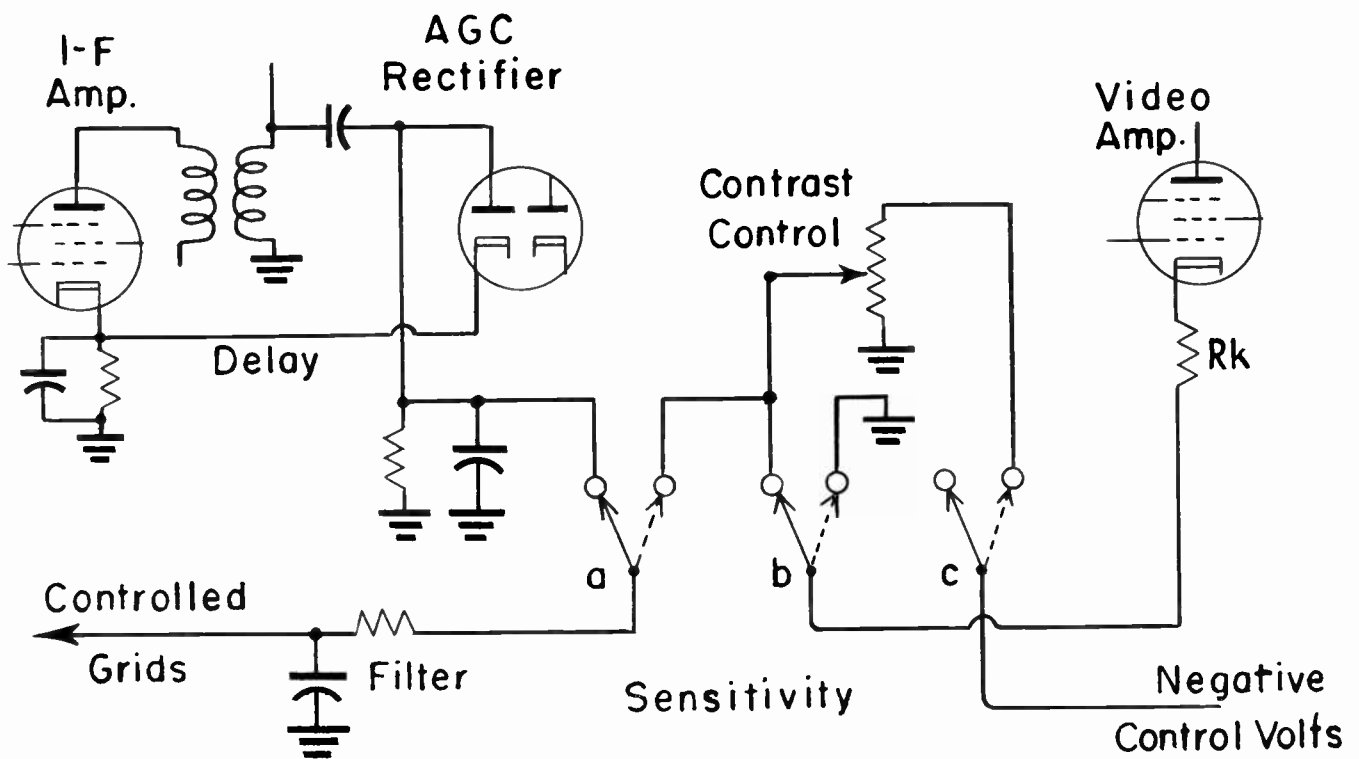 I-F
Amp.
AGC
Rectifier
Video
Amp.
Contrast
Control
Delay
Rk
a
b
c
Controlled
Grids
Filter
Sensitivity
Negative
Control Volts